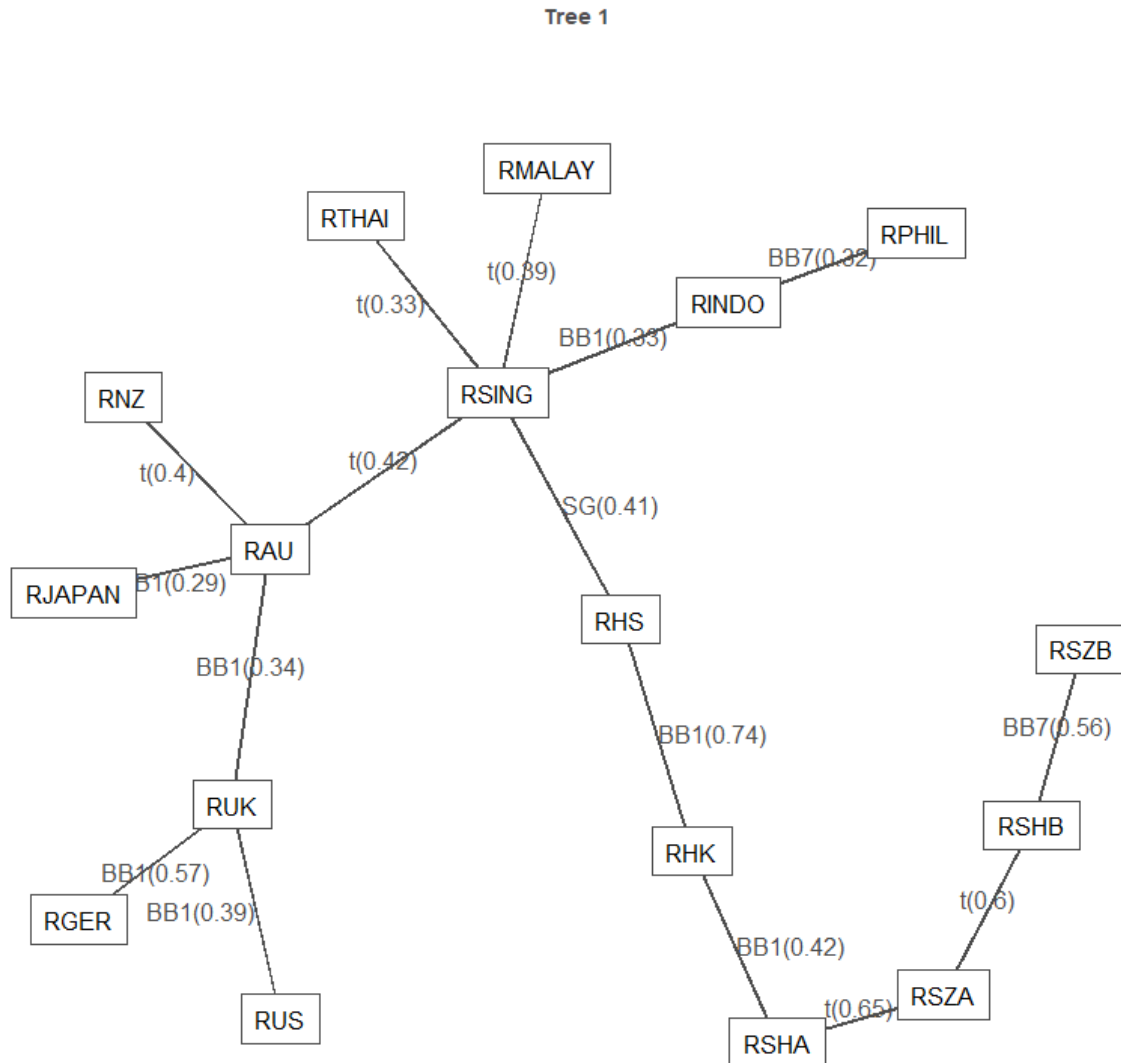 Tree 1
RMALAY
RTHAI
RPHIL
BB7(0.32)
t(0.39)
RINDO
t(0.33)
BB1(0.33)
RSING
RNZ
t(0.42)
t(0.4)
SG(0.41)
RAU
B1(0.29)
RJAPAN
RHS
RSZB
BB1(0.34)
BB7(0.56)
BB1(0.74)
RUK
RSHB
RHK
BB1(0.57)
t(0.6)
BB1(0.39)
RGER
BB1(0.42)
RSZA
t(0.65)
RUS
RSHA